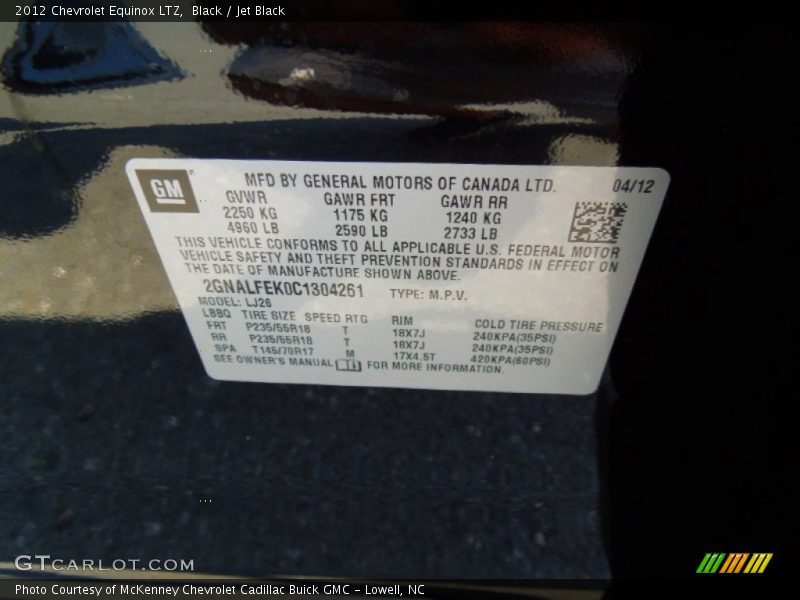 2012 Chevrolet Equinox LTZ, Black / Jet Black
GM MFD BY GENERAL MOTORS OF CANADA LTD. 04/12
GVWR GAWR FRT GAWR RR
2250 KG 1175 KG 1240 KG
4960 LB 2590 LB 2733 LB
THIS VEHICLE CONFORMS TO ALL APPLICABLE U.S. FEDERAL MOTOR
VEHICLE SAFETY AND THEFT PREVENTION STANDARDS IN EFFECT ON
THE DATE OF MANUFACTURE SHOWN ABOVE.
2GNALFEK0C1304261 TYPE: M.P.V.
MODEL: LJ26
LBBQ TIRE SIZE SPEED RTG RIM COLD TIRE PRESSURE
FRT P235/55R18 T 18X7J 240KPA(35PSI)
RR P235/55R18 T 18X7J 240KPA(35PSI)
SPA T145/70R17 M 17X4.5T 420KPA(60PSI)
SEE OWNER'S MANUAL FOR MORE INFORMATION.
GTCARLOT.COM
Photo Courtesy of McKenney Chevrolet Cadillac Buick GMC - Lowell, NC